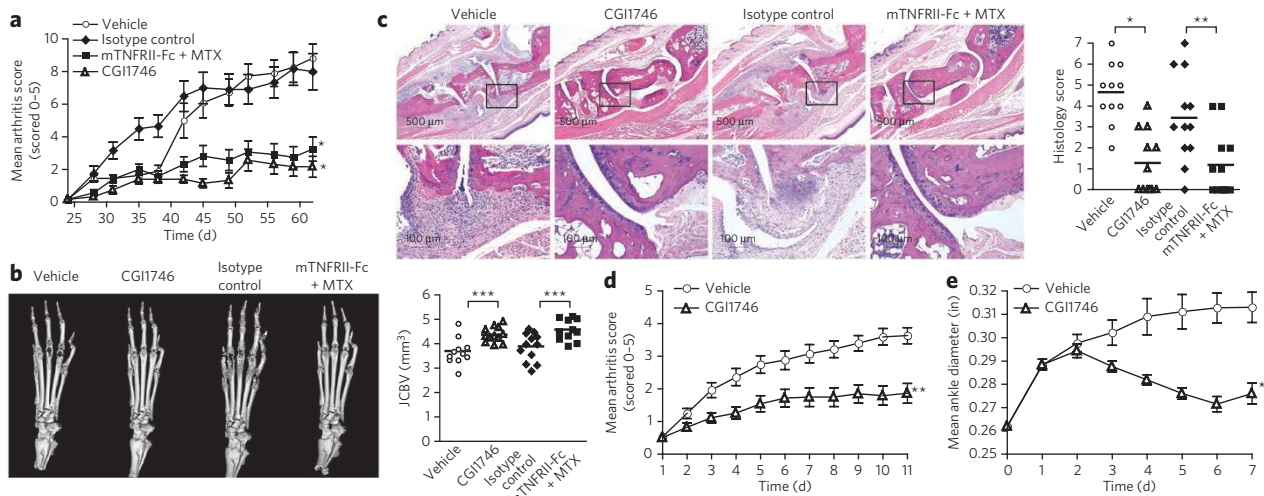 a
Vehicle
Isotype control
mTNFRII-Fc + MTX
CGI1746
Mean arthritis score
(scored 0–5)
10
8
6
4
2
0
*
*
25 30 35 40 45 50 55 60
Time (d)
b
Vehicle
CGI1746
Isotype
control
mTNFRII-Fc
+ MTX
JCBV (mm³)
6
5
4
3
2
1
0
***
***
Vehicle
CGI1746
Isotype
control
mTNFRII-Fc
+ MTX
c
Vehicle
CGI1746
Isotype control
mTNFRII-Fc + MTX
500 μm
500 μm
500 μm
500 μm
100 μm
100 μm
100 μm
100 μm
Histology score
7
6
5
4
3
2
1
0
*
**
Vehicle
CGI1746
Isotype
control
mTNFRII-Fc
+ MTX
d
Vehicle
CGI1746
Mean arthritis score
(scored 0–5)
5
4
3
2
1
0
**
1 2 3 4 5 6 7 8 9 10 11
Time (d)
e
Vehicle
CGI1746
Mean ankle diameter (in)
0.32
0.31
0.30
0.29
0.28
0.27
0.26
0.25
*
0 1 2 3 4 5 6 7
Time (d)